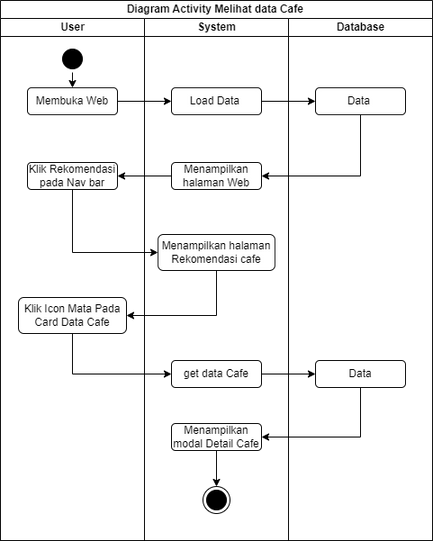 Diagram Activity Melihat data Cafe
User
System
Database
Membuka Web
Load Data
Data
Klik Rekomendasi
pada Nav bar
Menampilkan
halaman Web
Menampilkan halaman
Rekomendasi cafe
Klik Icon Mata Pada
Card Data Cafe
get data Cafe
Data
Menampilkan
modal Detail Cafe